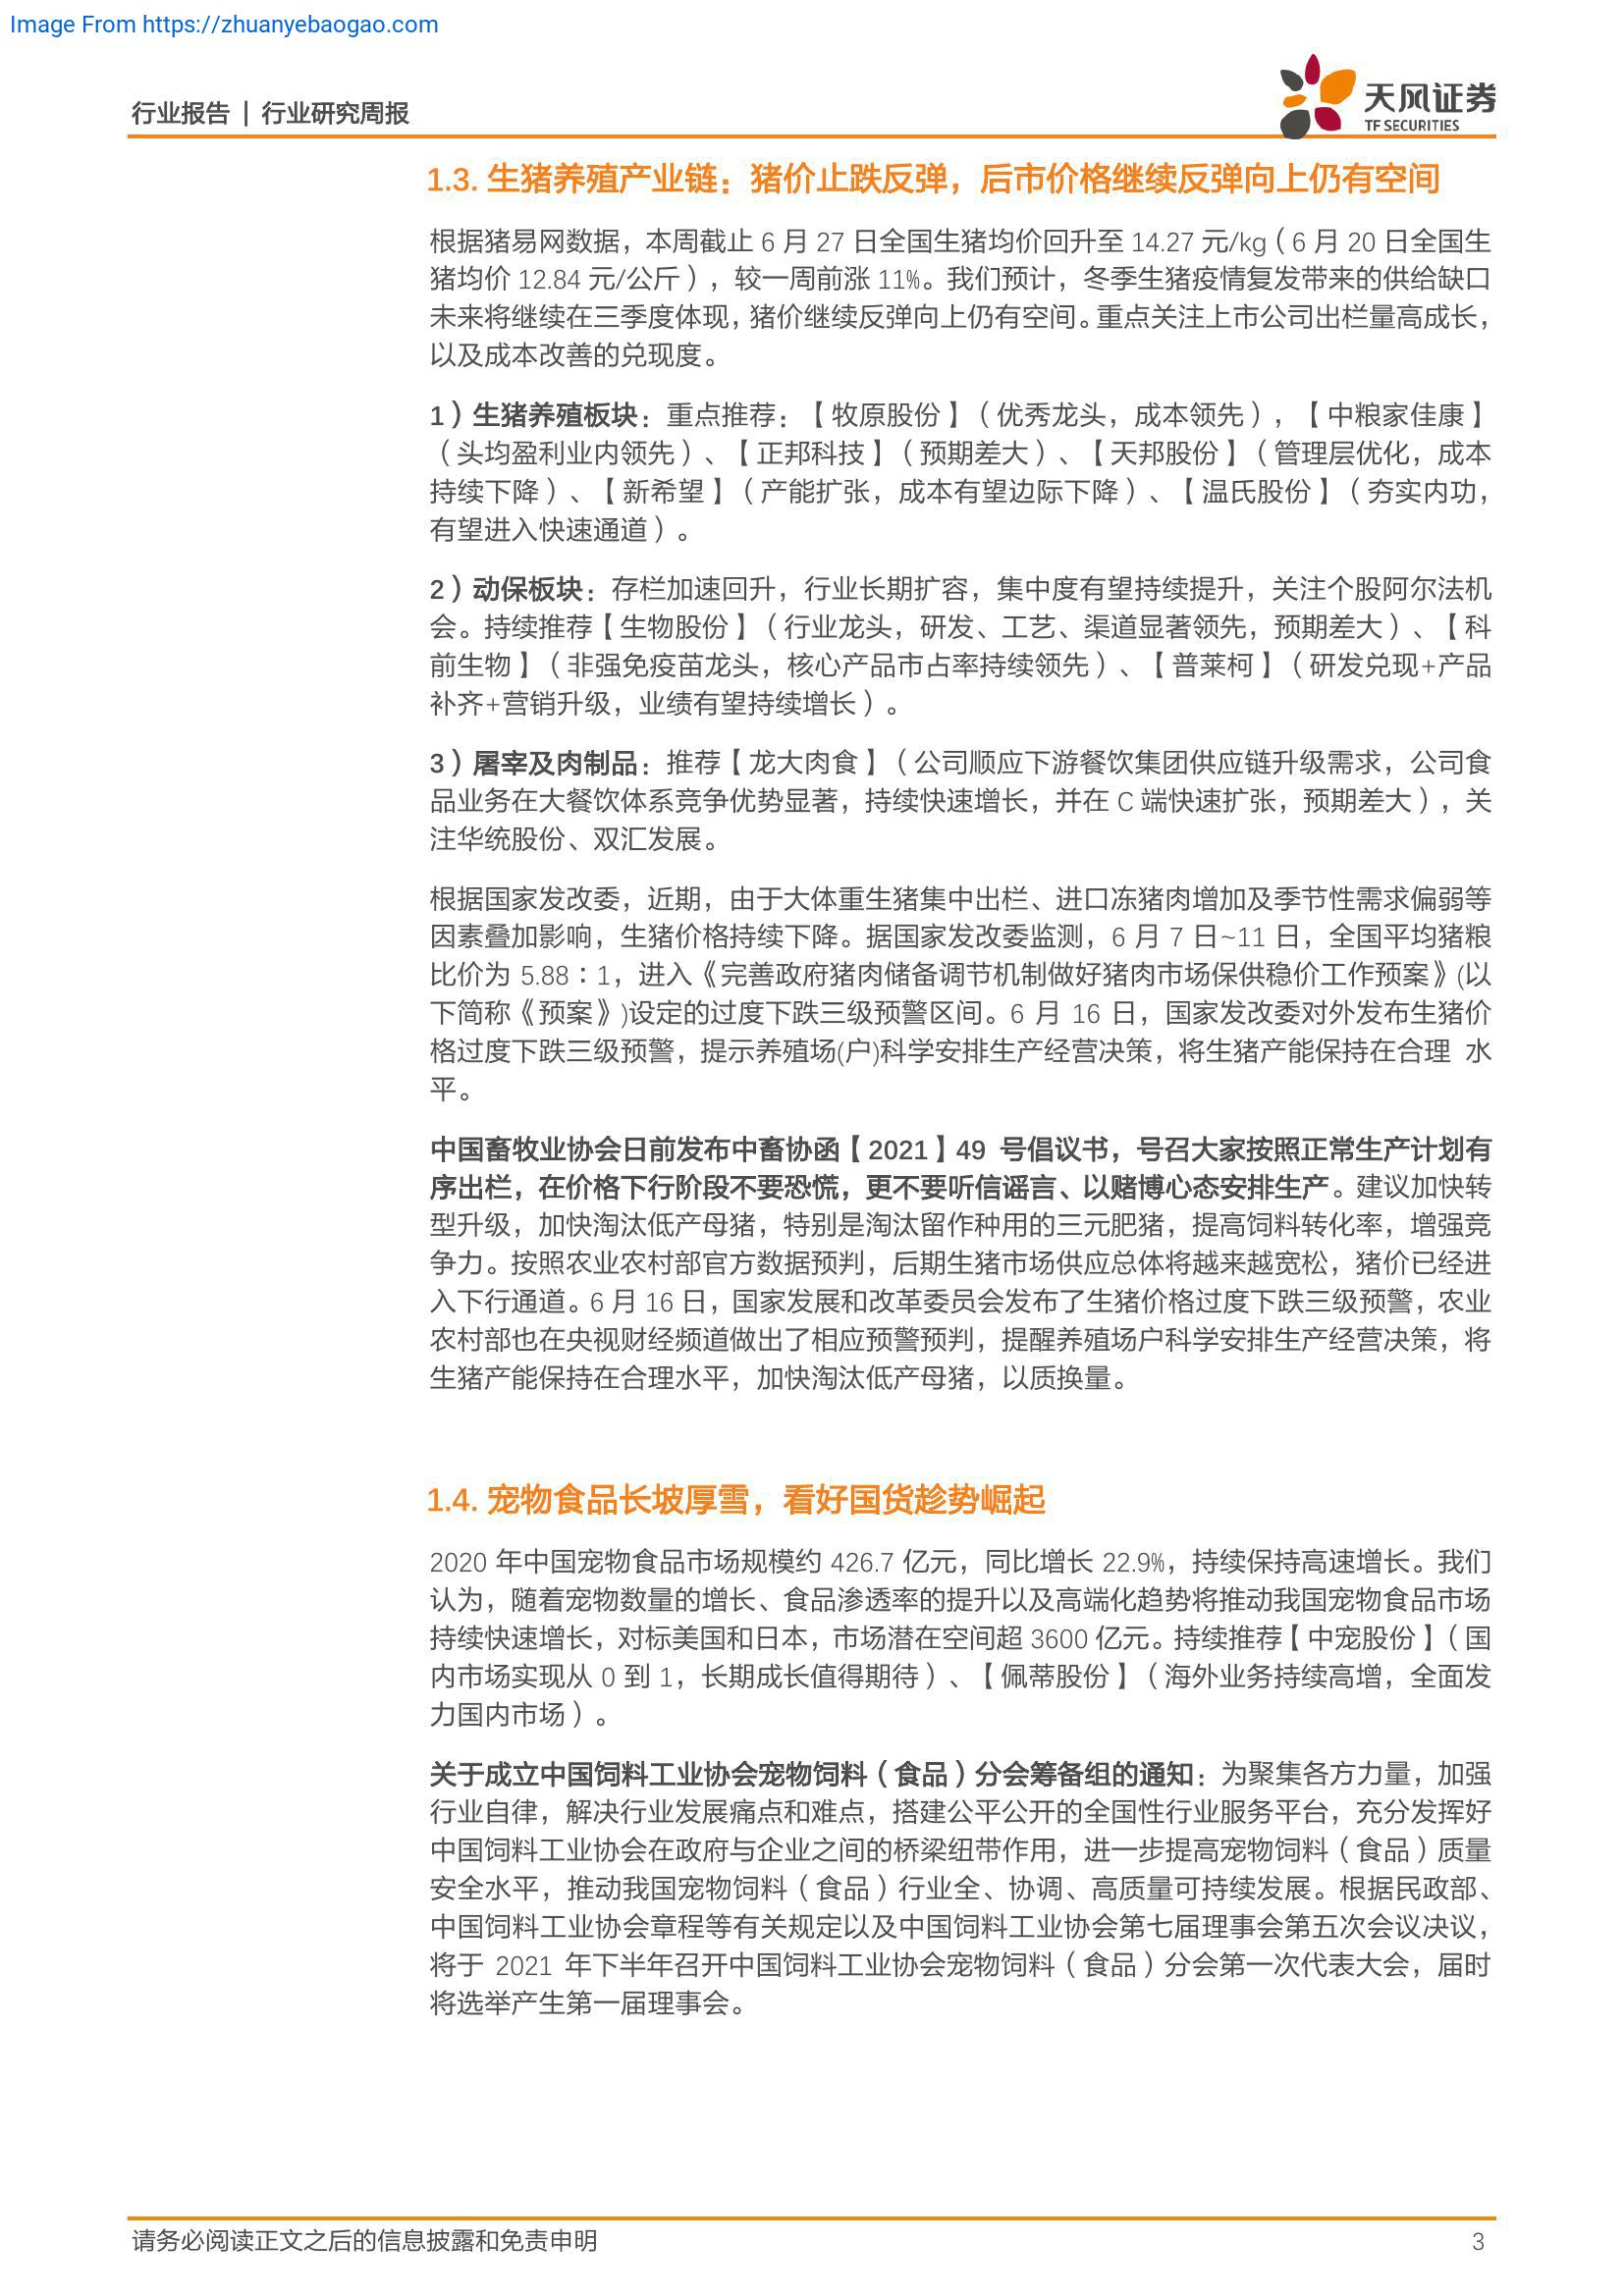 Image From https://zhuanyebaogao.com
行业报告 | 行业研究周报
天风证券
TF SECURITIES
1.3. 生猪养殖产业链：猪价止跌反弹，后市价格继续反弹向上仍有空间
根据猪易网数据，本周截止 6 月 27 日全国生猪均价回升至 14.27 元/kg（6 月 20 日全国生
猪均价 12.84 元/公斤），较一周前涨 11%。我们预计，冬季生猪疫情复发带来的供给缺口
未来将继续在三季度体现，猪价继续反弹向上仍有空间。重点关注上市公司出栏量高成长，
以及成本改善的兑现度。
1）生猪养殖板块：重点推荐：【牧原股份】（优秀龙头，成本领先），【中粮家佳康】
（头均盈利业内领先）、【正邦科技】（预期差大）、【天邦股份】（管理层优化，成本
持续下降）、【新希望】（产能扩张，成本有望边际下降）、【温氏股份】（夯实内功，
有望进入快速通道）。
2）动保板块：存栏加速回升，行业长期扩容，集中度有望持续提升，关注个股阿尔法机
会。持续推荐【生物股份】（行业龙头，研发、工艺、渠道显著领先，预期差大）、【科
前生物】（非强免疫苗龙头，核心产品市占率持续领先）、【普莱柯】（研发兑现+产品
补齐+营销升级，业绩有望持续增长）。
3）屠宰及肉制品：推荐【龙大肉食】（公司顺应下游餐饮集团供应链升级需求，公司食
品业务在大餐饮体系竞争优势显著，持续快速增长，并在 C 端快速扩张，预期差大），关
注华统股份、双汇发展。
根据国家发改委，近期，由于大体重生猪集中出栏、进口冻猪肉增加及季节性需求偏弱等
因素叠加影响，生猪价格持续下降。据国家发改委监测，6 月 7 日~11 日，全国平均猪粮
比价为 5.88∶1，进入《完善政府猪肉储备调节机制做好猪肉市场保供稳价工作预案》(以
下简称《预案》)设定的过度下跌三级预警区间。6 月 16 日，国家发改委对外发布生猪价
格过度下跌三级预警，提示养殖场(户)科学安排生产经营决策，将生猪产能保持在合理 水
平。
中国畜牧业协会日前发布中畜协函【2021】49 号倡议书，号召大家按照正常生产计划有
序出栏，在价格下行阶段不要恐慌，更不要听信谣言、以赌博心态安排生产。建议加快转
型升级，加快淘汰低产母猪，特别是淘汰留作种用的三元肥猪，提高饲料转化率，增强竞
争力。按照农业农村部官方数据预判，后期生猪市场供应总体将越来越宽松，猪价已经进
入下行通道。6 月 16 日，国家发展和改革委员会发布了生猪价格过度下跌三级预警，农业
农村部也在央视财经频道做出了相应预警预判，提醒养殖场户科学安排生产经营决策，将
生猪产能保持在合理水平，加快淘汰低产母猪，以质换量。
1.4. 宠物食品长坡厚雪，看好国货趁势崛起
2020 年中国宠物食品市场规模约 426.7 亿元，同比增长 22.9%，持续保持高速增长。我们
认为，随着宠物数量的增长、食品渗透率的提升以及高端化趋势将推动我国宠物食品市场
持续快速增长，对标美国和日本，市场潜在空间超 3600 亿元。持续推荐【中宠股份】（国
内市场实现从 0 到 1，长期成长值得期待）、【佩蒂股份】（海外业务持续高增，全面发
力国内市场）。
关于成立中国饲料工业协会宠物饲料（食品）分会筹备组的通知：为聚集各方力量，加强
行业自律，解决行业发展痛点和难点，搭建公平公开的全国性行业服务平台，充分发挥好
中国饲料工业协会在政府与企业之间的桥梁纽带作用，进一步提高宠物饲料（食品）质量
安全水平，推动我国宠物饲料（食品）行业全、协调、高质量可持续发展。根据民政部、
中国饲料工业协会章程等有关规定以及中国饲料工业协会第七届理事会第五次会议决议，
将于 2021 年下半年召开中国饲料工业协会宠物饲料（食品）分会第一次代表大会，届时
将选举产生第一届理事会。
请务必阅读正文之后的信息披露和免责申明
3